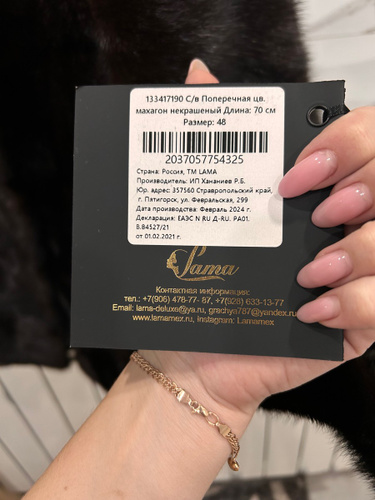 133417190 С/в Поперечная цв.
махагон некрашеный Длина: 70 см
Размер: 48
2037057754325
Страна: Россия, ТМ LAMA
Производитель: ИП Хананиев Р.Б.
Юр. адрес: 357560 Ставропольский край,
г. Пятигорск, ул. Февральская, 299
Дата производства: Февраль 2024 г.
Декларация: ЕАЭС N RU Д-RU. РА01.
В.84527/21
от 01.02.2021 г.
Lama
Контактная информация:
тел.: +7(906) 478-77- 87, +7(928) 633-13-77
Email: lama-deluxe@ya.ru, grechya787@yandex.ru
www.lamamex.ru, Instagram: Lamamex